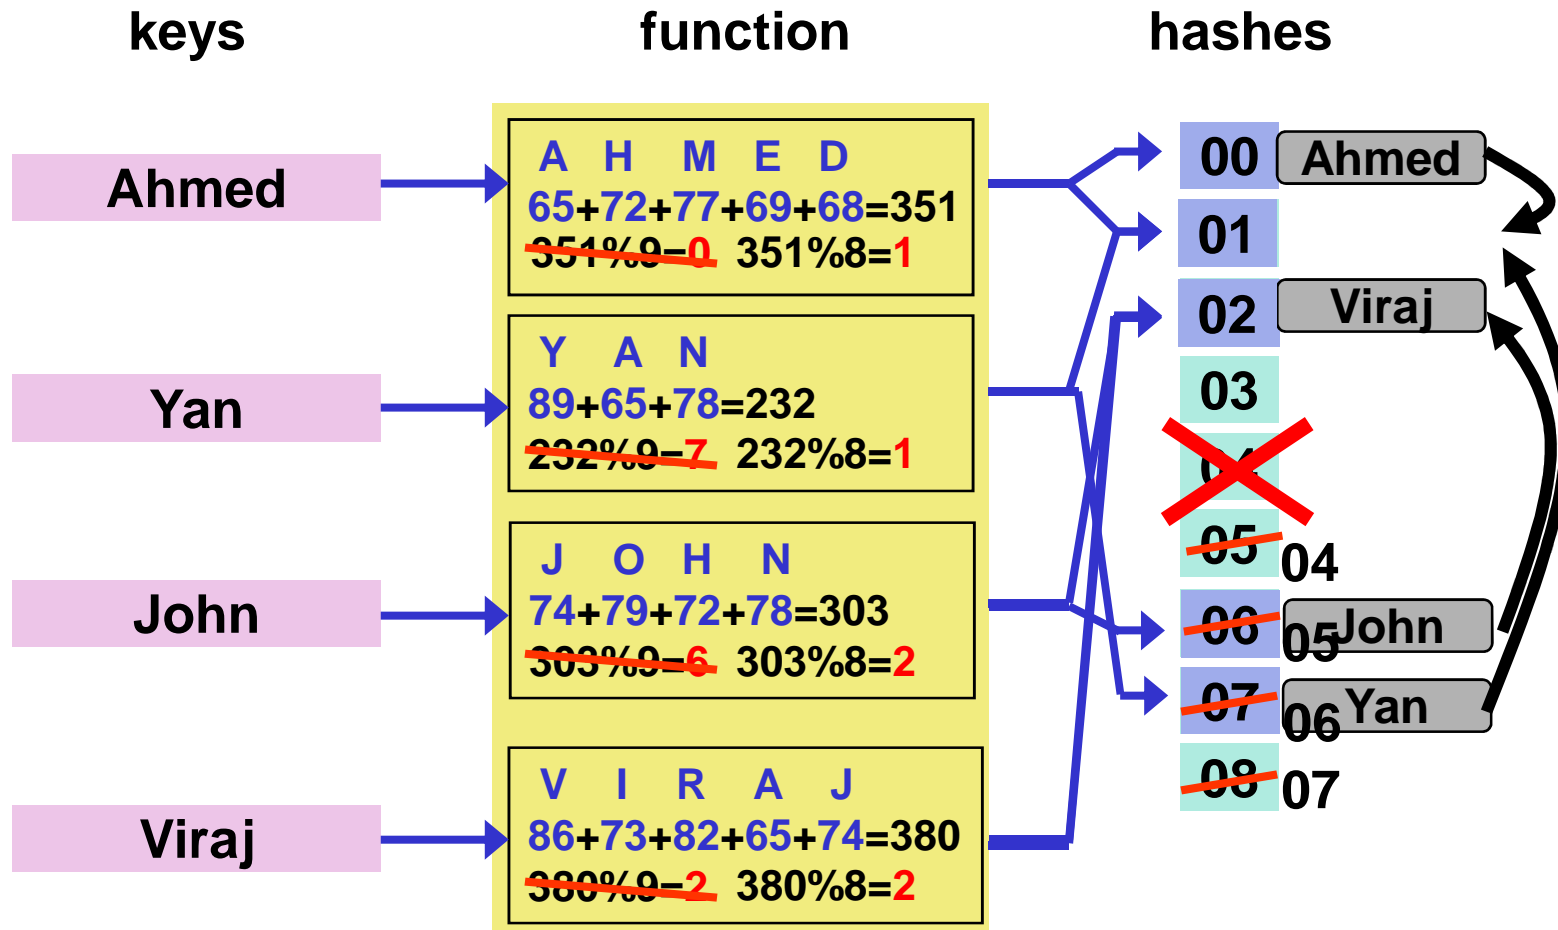 keys function hashes
Ahmed
A H M E D
65+72+77+69+68=351
351%9=0 351%8=1
Yan
Y A N
89+65+78=232
232%9=7 232%8=1
John
J O H N
74+79+72+78=303
303%9=6 303%8=2
Viraj
V I R A J
86+73+82+65+74=380
380%9=2 380%8=2
00 Ahmed
01
02 Viraj
03
04
05 04
06 05 John
07 06 Yan
08 07